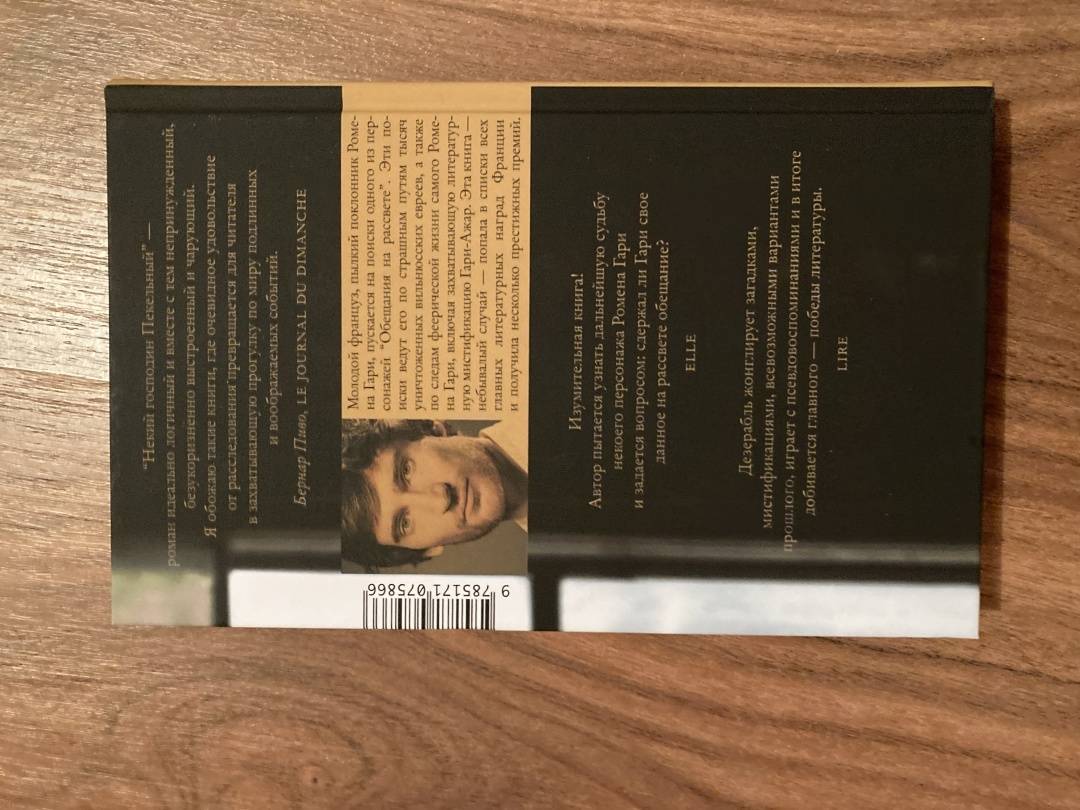 “Некий господин Пекельный” —
роман идеально логичный и вместе с тем непринужденный,
безукоризненно выстроенный и чарующий.
Я обожаю такие книги, где очевидное удовольствие
от расследования превращается для читателя
в захватывающую прогулку по миру подлинных
и воображаемых событий.
Бернар Пиво, LE JOURNAL DU DIMANCHE
Молодой француз, пылкий поклонник Роме-
на Гари, пускается на поиски одного из пер-
сонажей “Обещания на рассвете”. Эти по-
иски ведут его по страшным путям тысяч
уничтоженных вильнюсских евреев, а также
по следам феерической жизни самого Роме-
на Гари, включая захватывающую литератур-
ную мистификацию Гари-Ажар. Эта книга —
небывалый случай — попала в списки всех
главных литературных наград Франции
и получила несколько престижных премий.
Изумительная книга!
Автор пытается узнать дальнейшую судьбу
некоего персонажа Ромена Гари
и задается вопросом: сдержал ли Гари свое
данное на рассвете обещание?
ELLE
Дезерабль жонглирует загадками,
мистификациями, всевозможными вариантами
прошлого, играет с псевдовоспоминаниями и в итоге
добивается главного — победы литературы.
LIRE
9 785171 075866